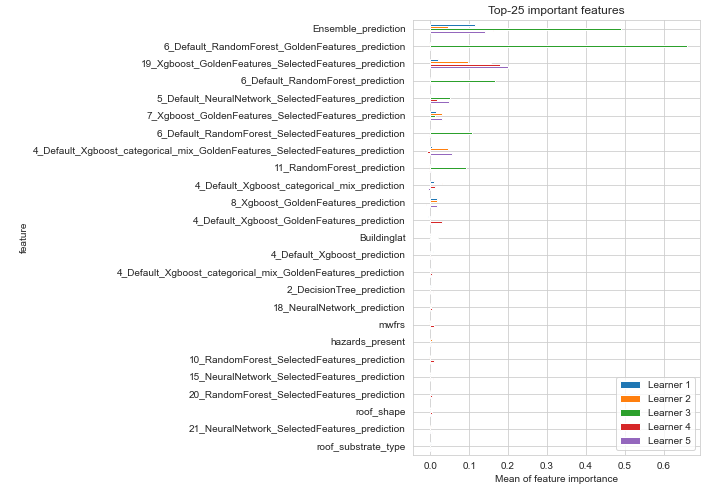 Top-25 important features
Ensemble_prediction
6_Default_RandomForest_GoldenFeatures_prediction
19_Xgboost_GoldenFeatures_SelectedFeatures_prediction
6_Default_RandomForest_prediction
5_Default_NeuralNetwork_SelectedFeatures_prediction
7_Xgboost_GoldenFeatures_SelectedFeatures_prediction
6_Default_RandomForest_SelectedFeatures_prediction
4_Default_Xgboost_categorical_mix_GoldenFeatures_SelectedFeatures_prediction
11_RandomForest_prediction
4_Default_Xgboost_categorical_mix_prediction
8_Xgboost_GoldenFeatures_SelectedFeatures_prediction
4_Default_Xgboost_GoldenFeatures_prediction
Buildinglat
4_Default_Xgboost_prediction
4_Default_Xgboost_categorical_mix_GoldenFeatures_prediction
2_DecisionTree_prediction
18_NeuralNetwork_prediction
mwfrs
hazards_present
10_RandomForest_SelectedFeatures_prediction
15_NeuralNetwork_SelectedFeatures_prediction
20_RandomForest_SelectedFeatures_prediction
roof_shape
21_NeuralNetwork_SelectedFeatures_prediction
roof_substrate_type
feature
Learner 1
Learner 2
Learner 3
Learner 4
Learner 5
0.0 0.1 0.2 0.3 0.4 0.5 0.6
Mean of feature importance